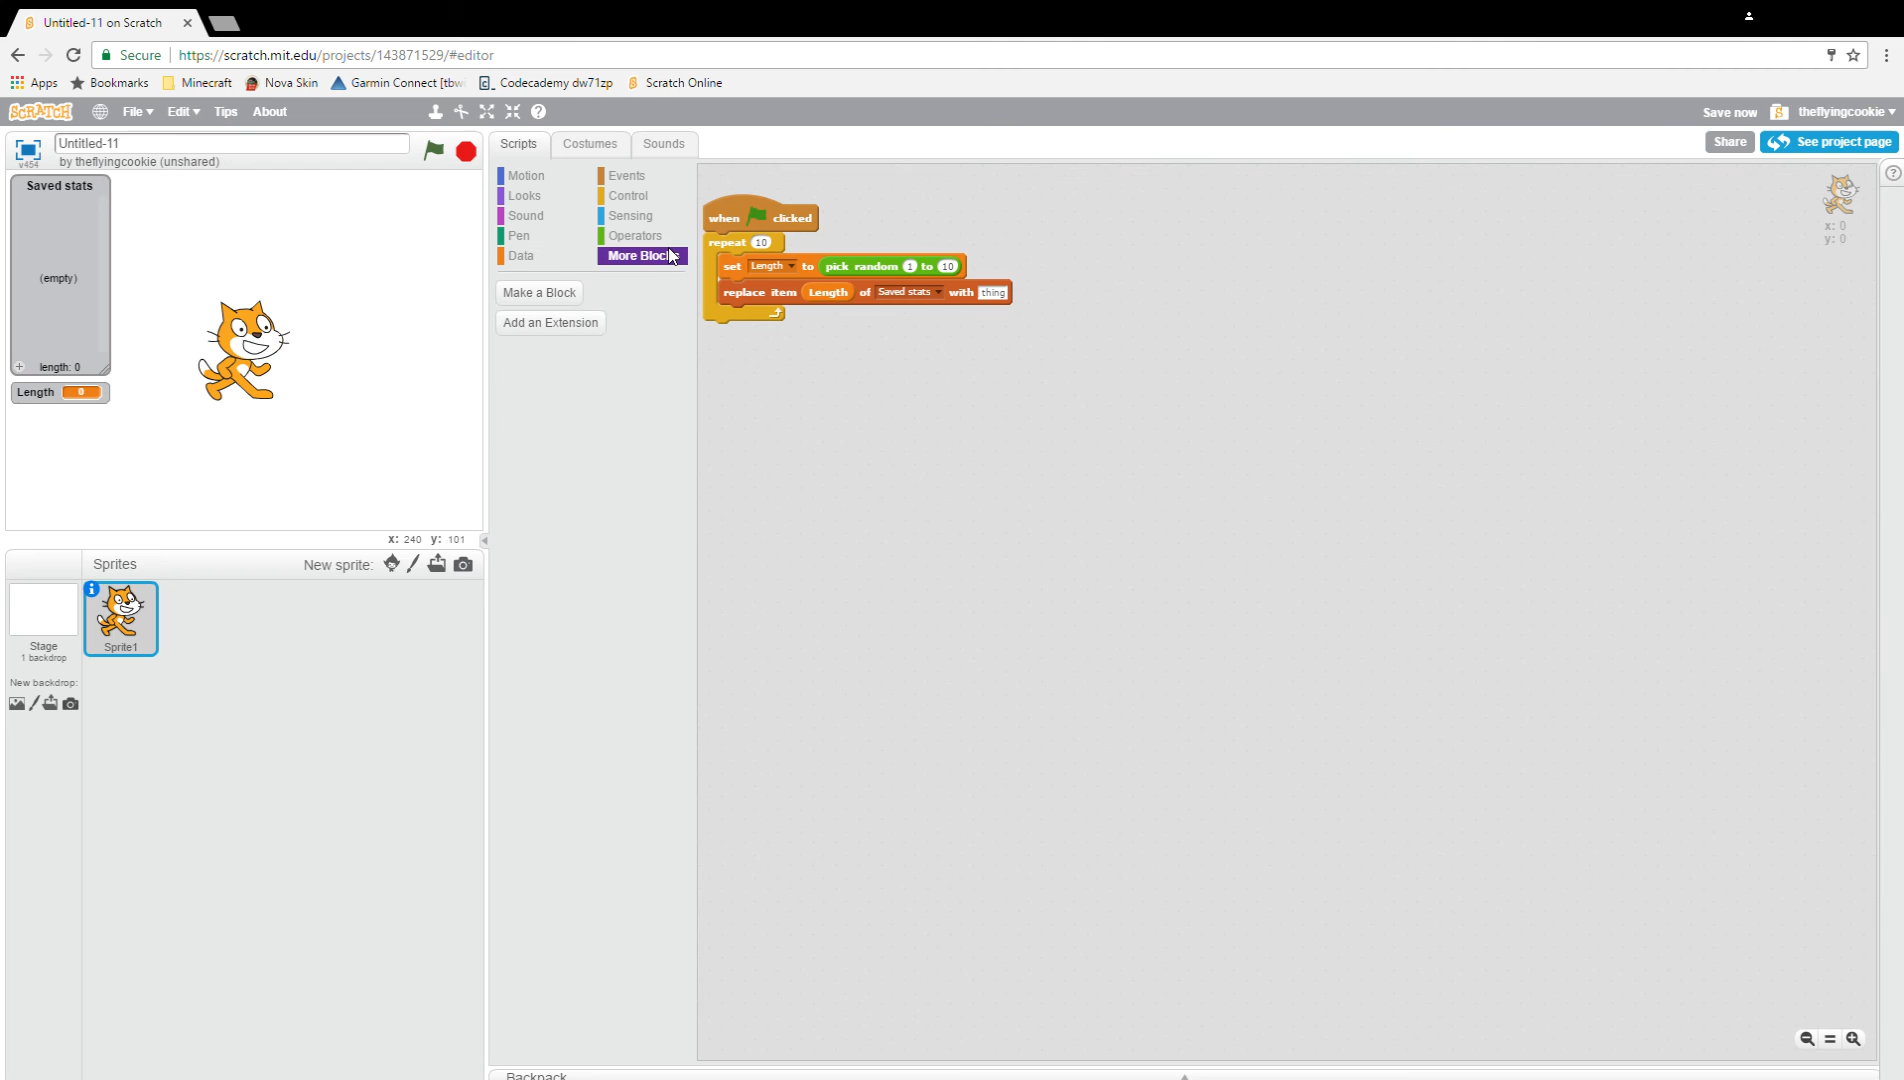 Untitled-11 on Scratch
Secure https://scratch.mit.edu/projects/143871529/#editor
Apps Bookmarks Minecraft Nova Skin Garmin Connect [tbwi Codecademy dw71zp Scratch Online
SCRATCH File Edit Tips About Save now theflyingcookie
Untitled-11
by theflyingcookie (unshared)
v454
Scripts Costumes Sounds
Share See project page
Saved stats
(empty)
length: 0
Length 0
Motion Events
Looks Control
Sound Sensing
Pen Operators
Data More Blocks
Make a Block
Add an Extension
when clicked
repeat 10
set Length to pick random 1 to 10
replace item Length of Saved stats with thing
x: 0
y: 0
x: 240 y: 101
Sprites New sprite:
Stage
1 backdrop
Sprite1
New backdrop:
Backpack